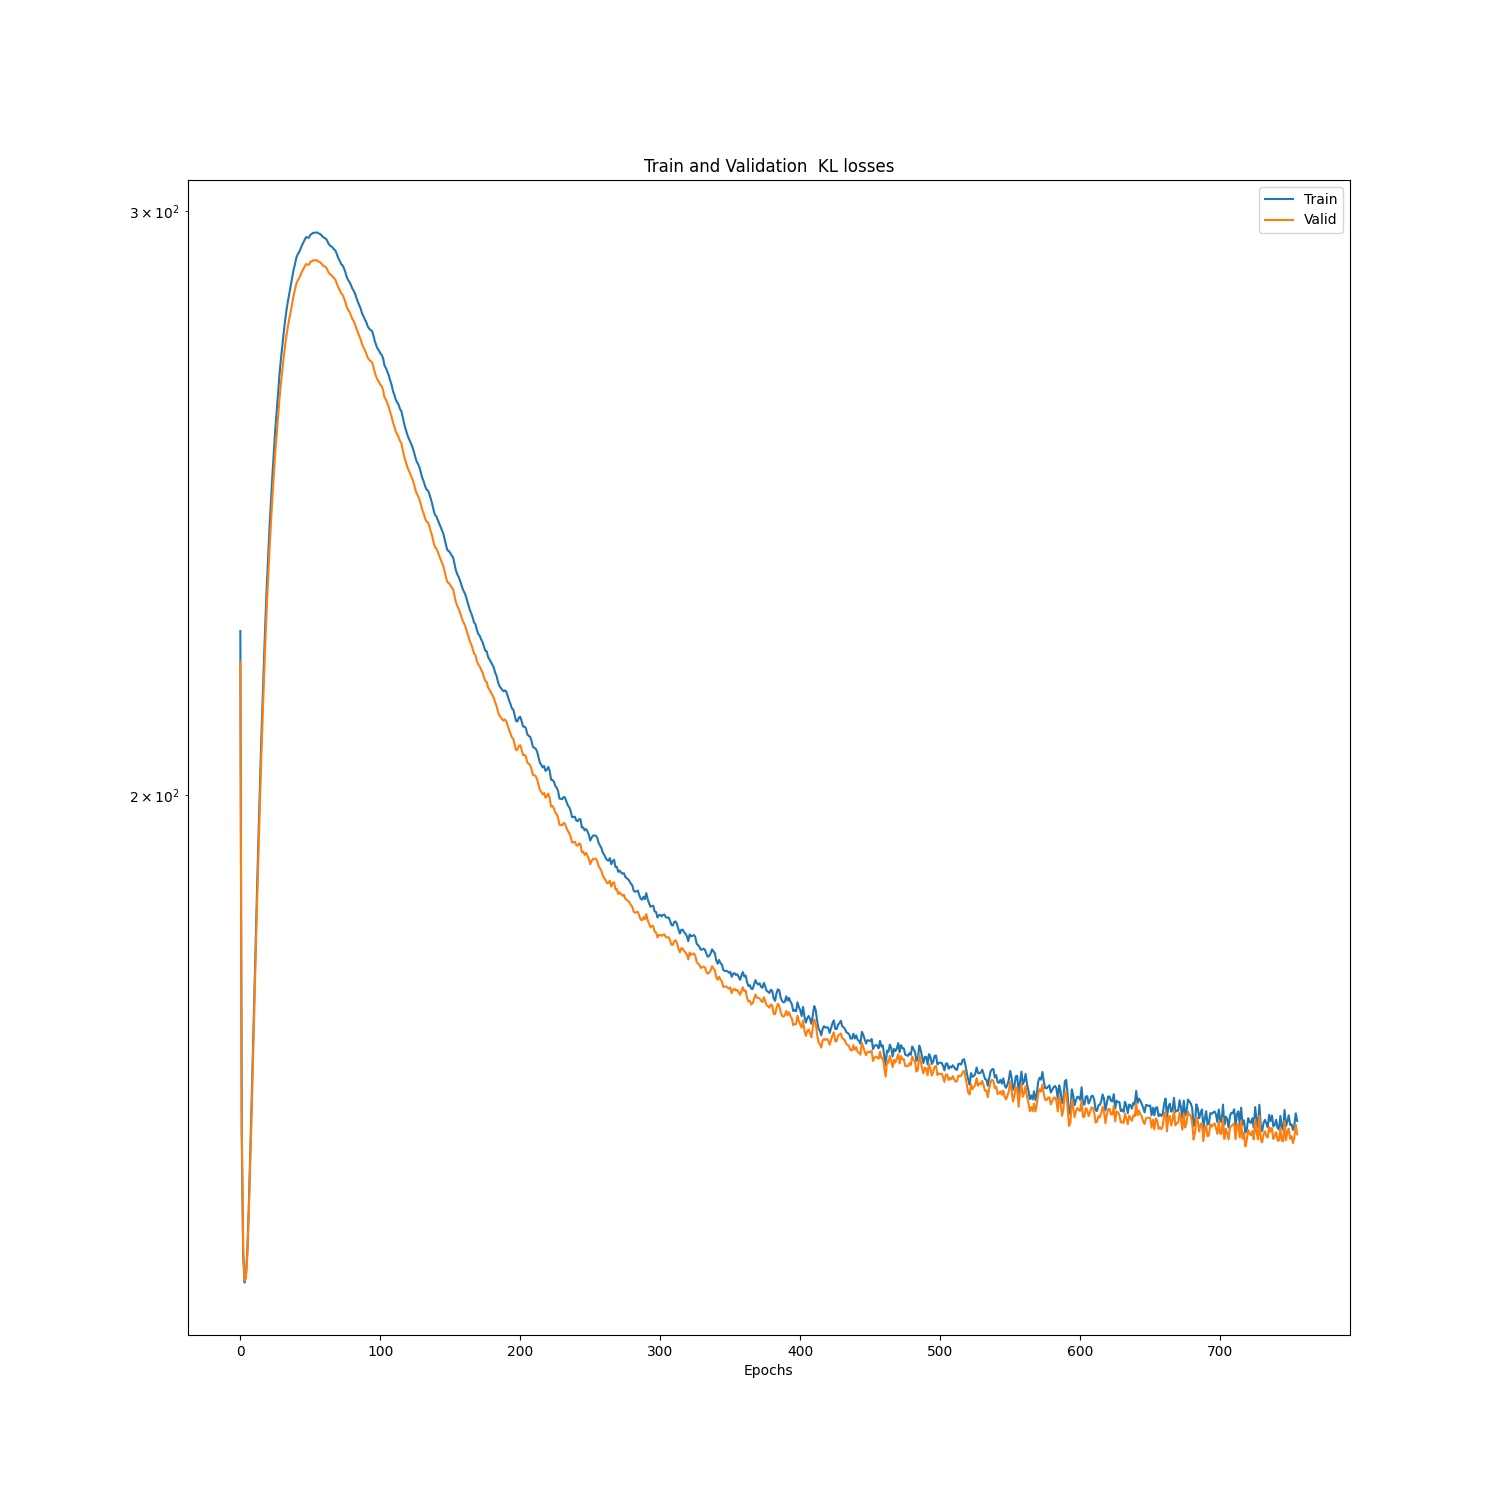 Train and Validation  KL losses
3 × 10²
Train
Valid
2 × 10²
0 100 200 300 400 500 600 700
Epochs